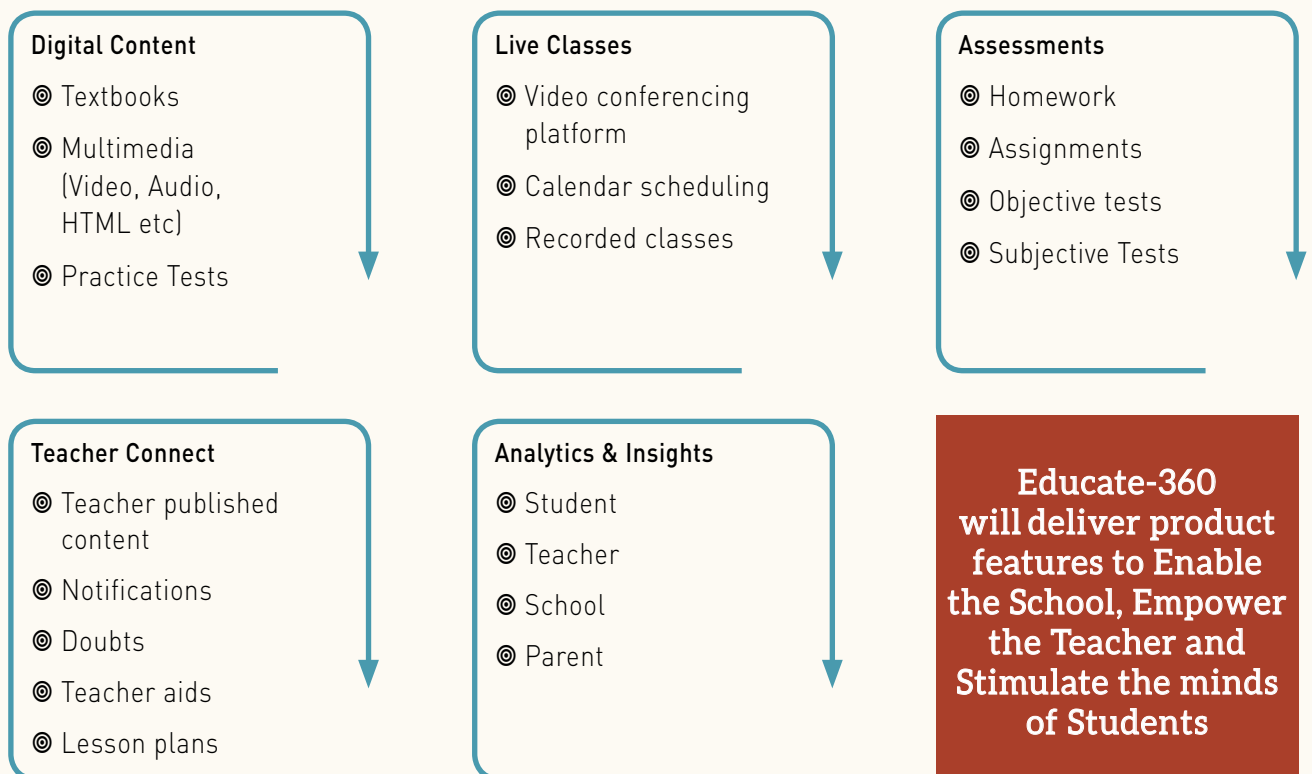 Digital Content
Textbooks
Multimedia
(Video, Audio,
HTML etc)
Practice Tests
Live Classes
Video conferencing
platform
Calendar scheduling
Recorded classes
Assessments
Homework
Assignments
Objective tests
Subjective Tests
Teacher Connect
Teacher published
content
Notifications
Doubts
Teacher aids
Lesson plans
Analytics & Insights
Student
Teacher
School
Parent
Educate-360
will deliver product
features to Enable
the School, Empower
the Teacher and
Stimulate the minds
of Students